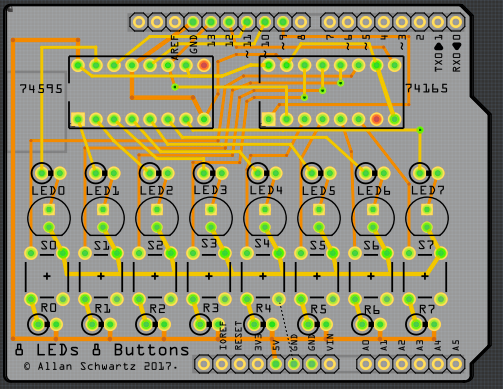 AREF
GND
13
12
~11
~10
~9
8
7
~6
~5
4
~3
2
TXD 1
RXD 0
74595
74165
LED0 LED1 LED2 LED3 LED4 LED5 LED6 LED7
S0 S1 S2 S3 S4 S5 S6 S7
R0 R1 R2 R3 R4 R5 R6 R7
IOREF
RESET
3V3
5V
GND
GND
VIN
A0
A1
A2
A3
A4
A5
8 LEDs 8 Buttons
© Allan Schwartz 2017.